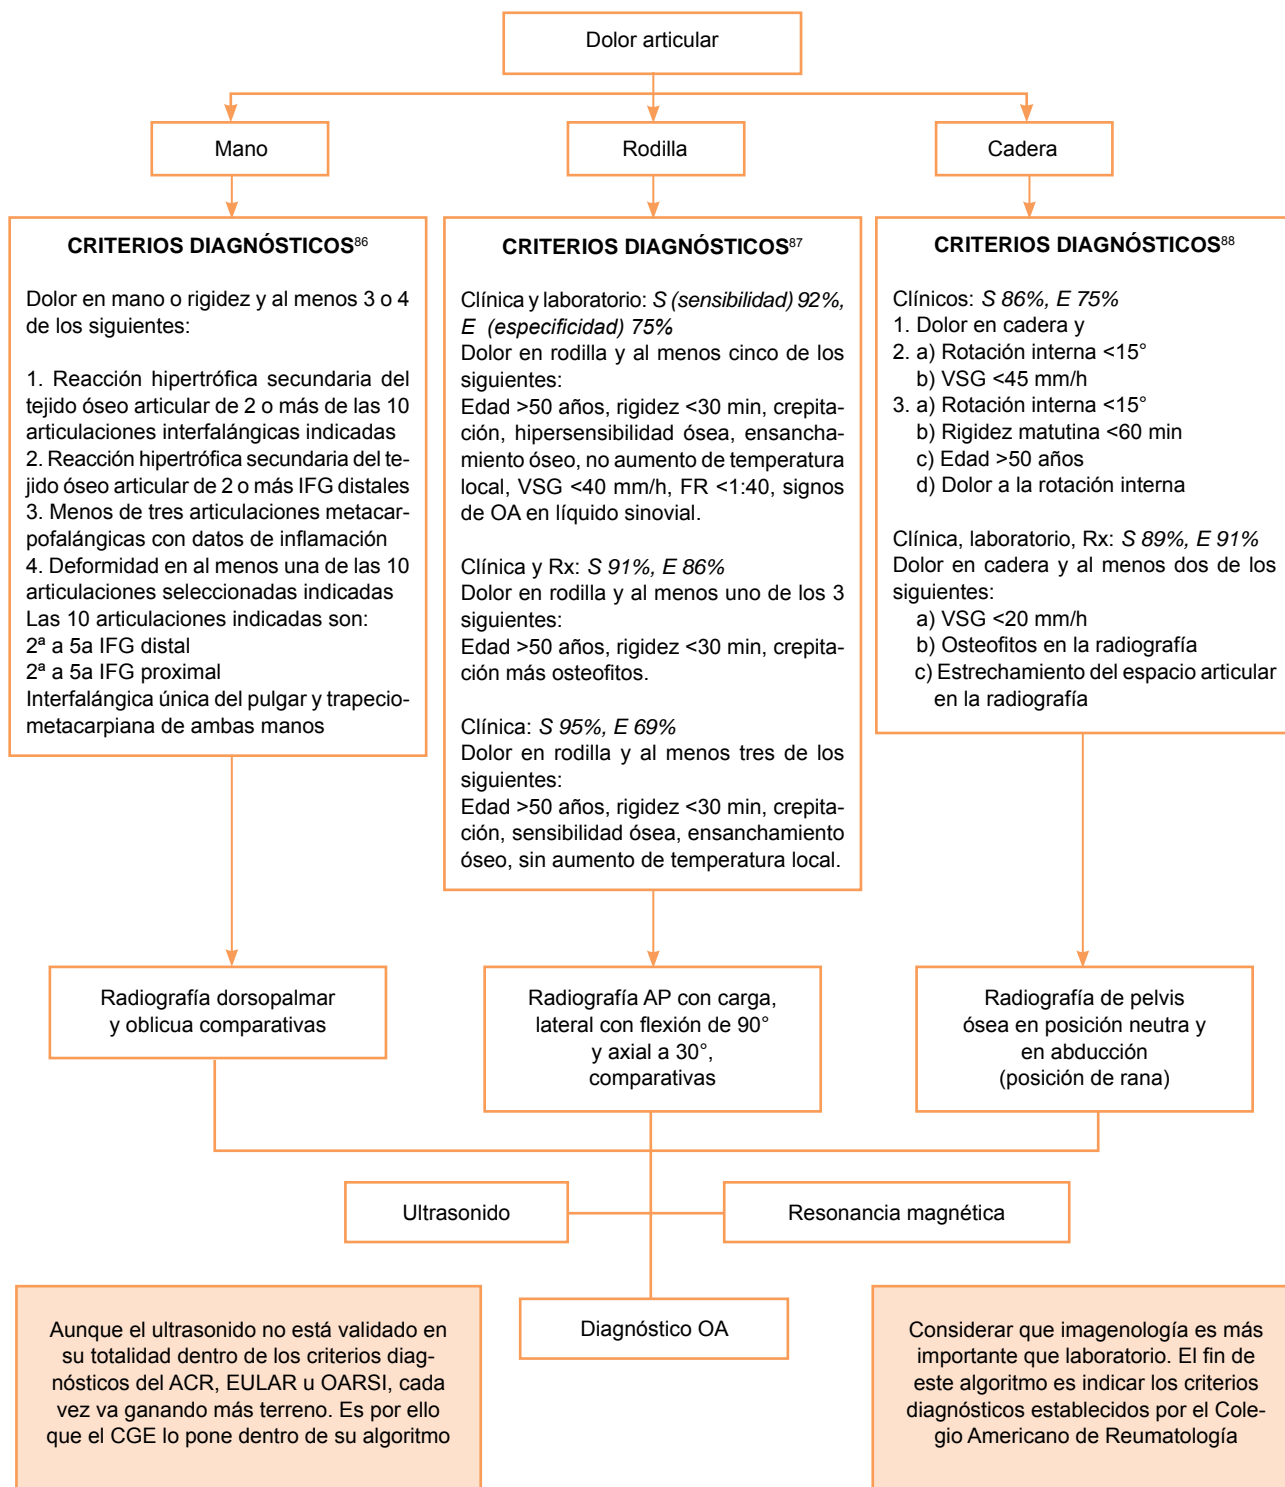 Dolor articular
Mano
Rodilla
Cadera
CRITERIOS DIAGNÓSTICOS⁸⁶
Dolor en mano o rigidez y al menos 3 o 4
de los siguientes:
1. Reacción hipertrófica secundaria del
tejido óseo articular de 2 o más de las 10
articulaciones interfalángicas indicadas
2. Reacción hipertrófica secundaria del te-
jido óseo articular de 2 o más IFG distales
3. Menos de tres articulaciones metacar-
pofalángicas con datos de inflamación
4. Deformidad en al menos una de las 10
articulaciones seleccionadas indicadas
Las 10 articulaciones indicadas son:
2ª a 5a IFG distal
2ª a 5a IFG proximal
Interfalángica única del pulgar y trapecio-
metacarpiana de ambas manos
CRITERIOS DIAGNÓSTICOS⁸⁷
Clínica y laboratorio: S (sensibilidad) 92%,
E (especificidad) 75%
Dolor en rodilla y al menos cinco de los
siguientes:
Edad >50 años, rigidez <30 min, crepita-
ción, hipersensibilidad ósea, ensancha-
miento óseo, no aumento de temperatura
local, VSG <40 mm/h, FR <1:40, signos
de OA en líquido sinovial.
Clínica y Rx: S 91%, E 86%
Dolor en rodilla y al menos uno de los 3
siguientes:
Edad >50 años, rigidez <30 min, crepita-
ción más osteofitos.
Clínica: S 95%, E 69%
Dolor en rodilla y al menos tres de los
siguientes:
Edad >50 años, rigidez <30 min, crepita-
ción, sensibilidad ósea, ensanchamiento
óseo, sin aumento de temperatura local.
CRITERIOS DIAGNÓSTICOS⁸⁸
Clínicos: S 86%, E 75%
1. Dolor en cadera y
2. a) Rotación interna <15°
b) VSG <45 mm/h
3. a) Rotación interna <15°
b) Rigidez matutina <60 min
c) Edad >50 años
d) Dolor a la rotación interna
Clínica, laboratorio, Rx: S 89%, E 91%
Dolor en cadera y al menos dos de los
siguientes:
a) VSG <20 mm/h
b) Osteofitos en la radiografía
c) Estrechamiento del espacio articular
en la radiografía
Radiografía dorsopalmar
y oblicua comparativas
Radiografía AP con carga,
lateral con flexión de 90°
y axial a 30°,
comparativas
Radiografía de pelvis
ósea en posición neutra y
en abducción
(posición de rana)
Ultrasonido
Resonancia magnética
Diagnóstico OA
Aunque el ultrasonido no está validado en
su totalidad dentro de los criterios diag-
nósticos del ACR, EULAR u OARSI, cada
vez va ganando más terreno. Es por ello
que el CGE lo pone dentro de su algoritmo
Considerar que imagenología es más
importante que laboratorio. El fin de
este algoritmo es indicar los criterios
diagnósticos establecidos por el Cole-
gio Americano de Reumatología